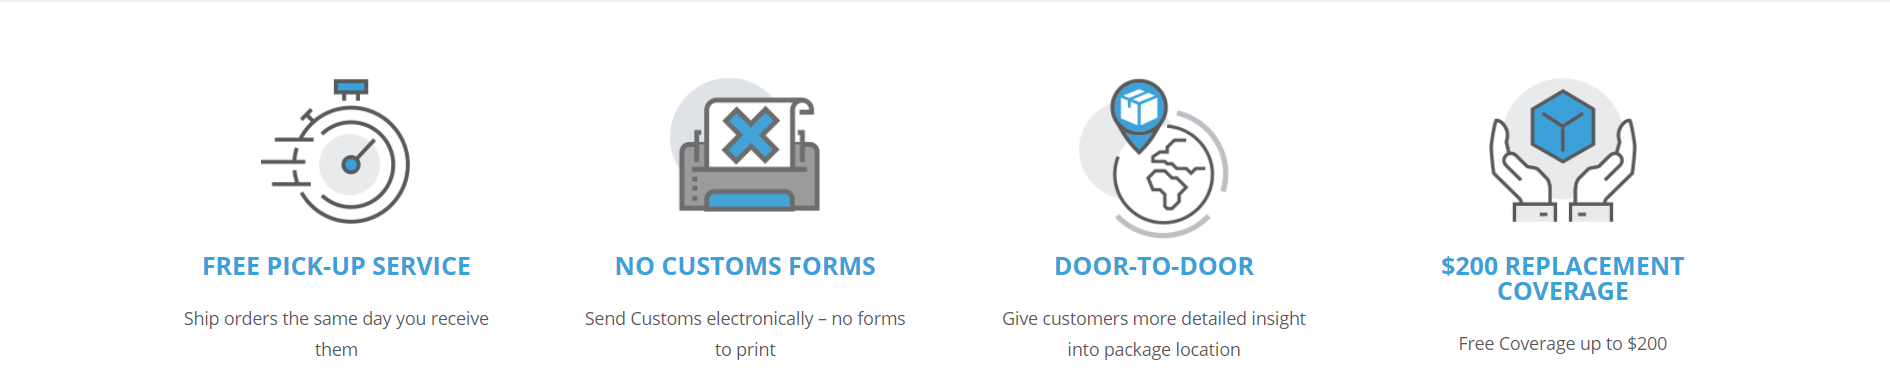 FREE PICK-UP SERVICE
Ship orders the same day you receive
them
NO CUSTOMS FORMS
Send Customs electronically – no forms
to print
DOOR-TO-DOOR
Give customers more detailed insight
into package location
$200 REPLACEMENT
COVERAGE
Free Coverage up to $200